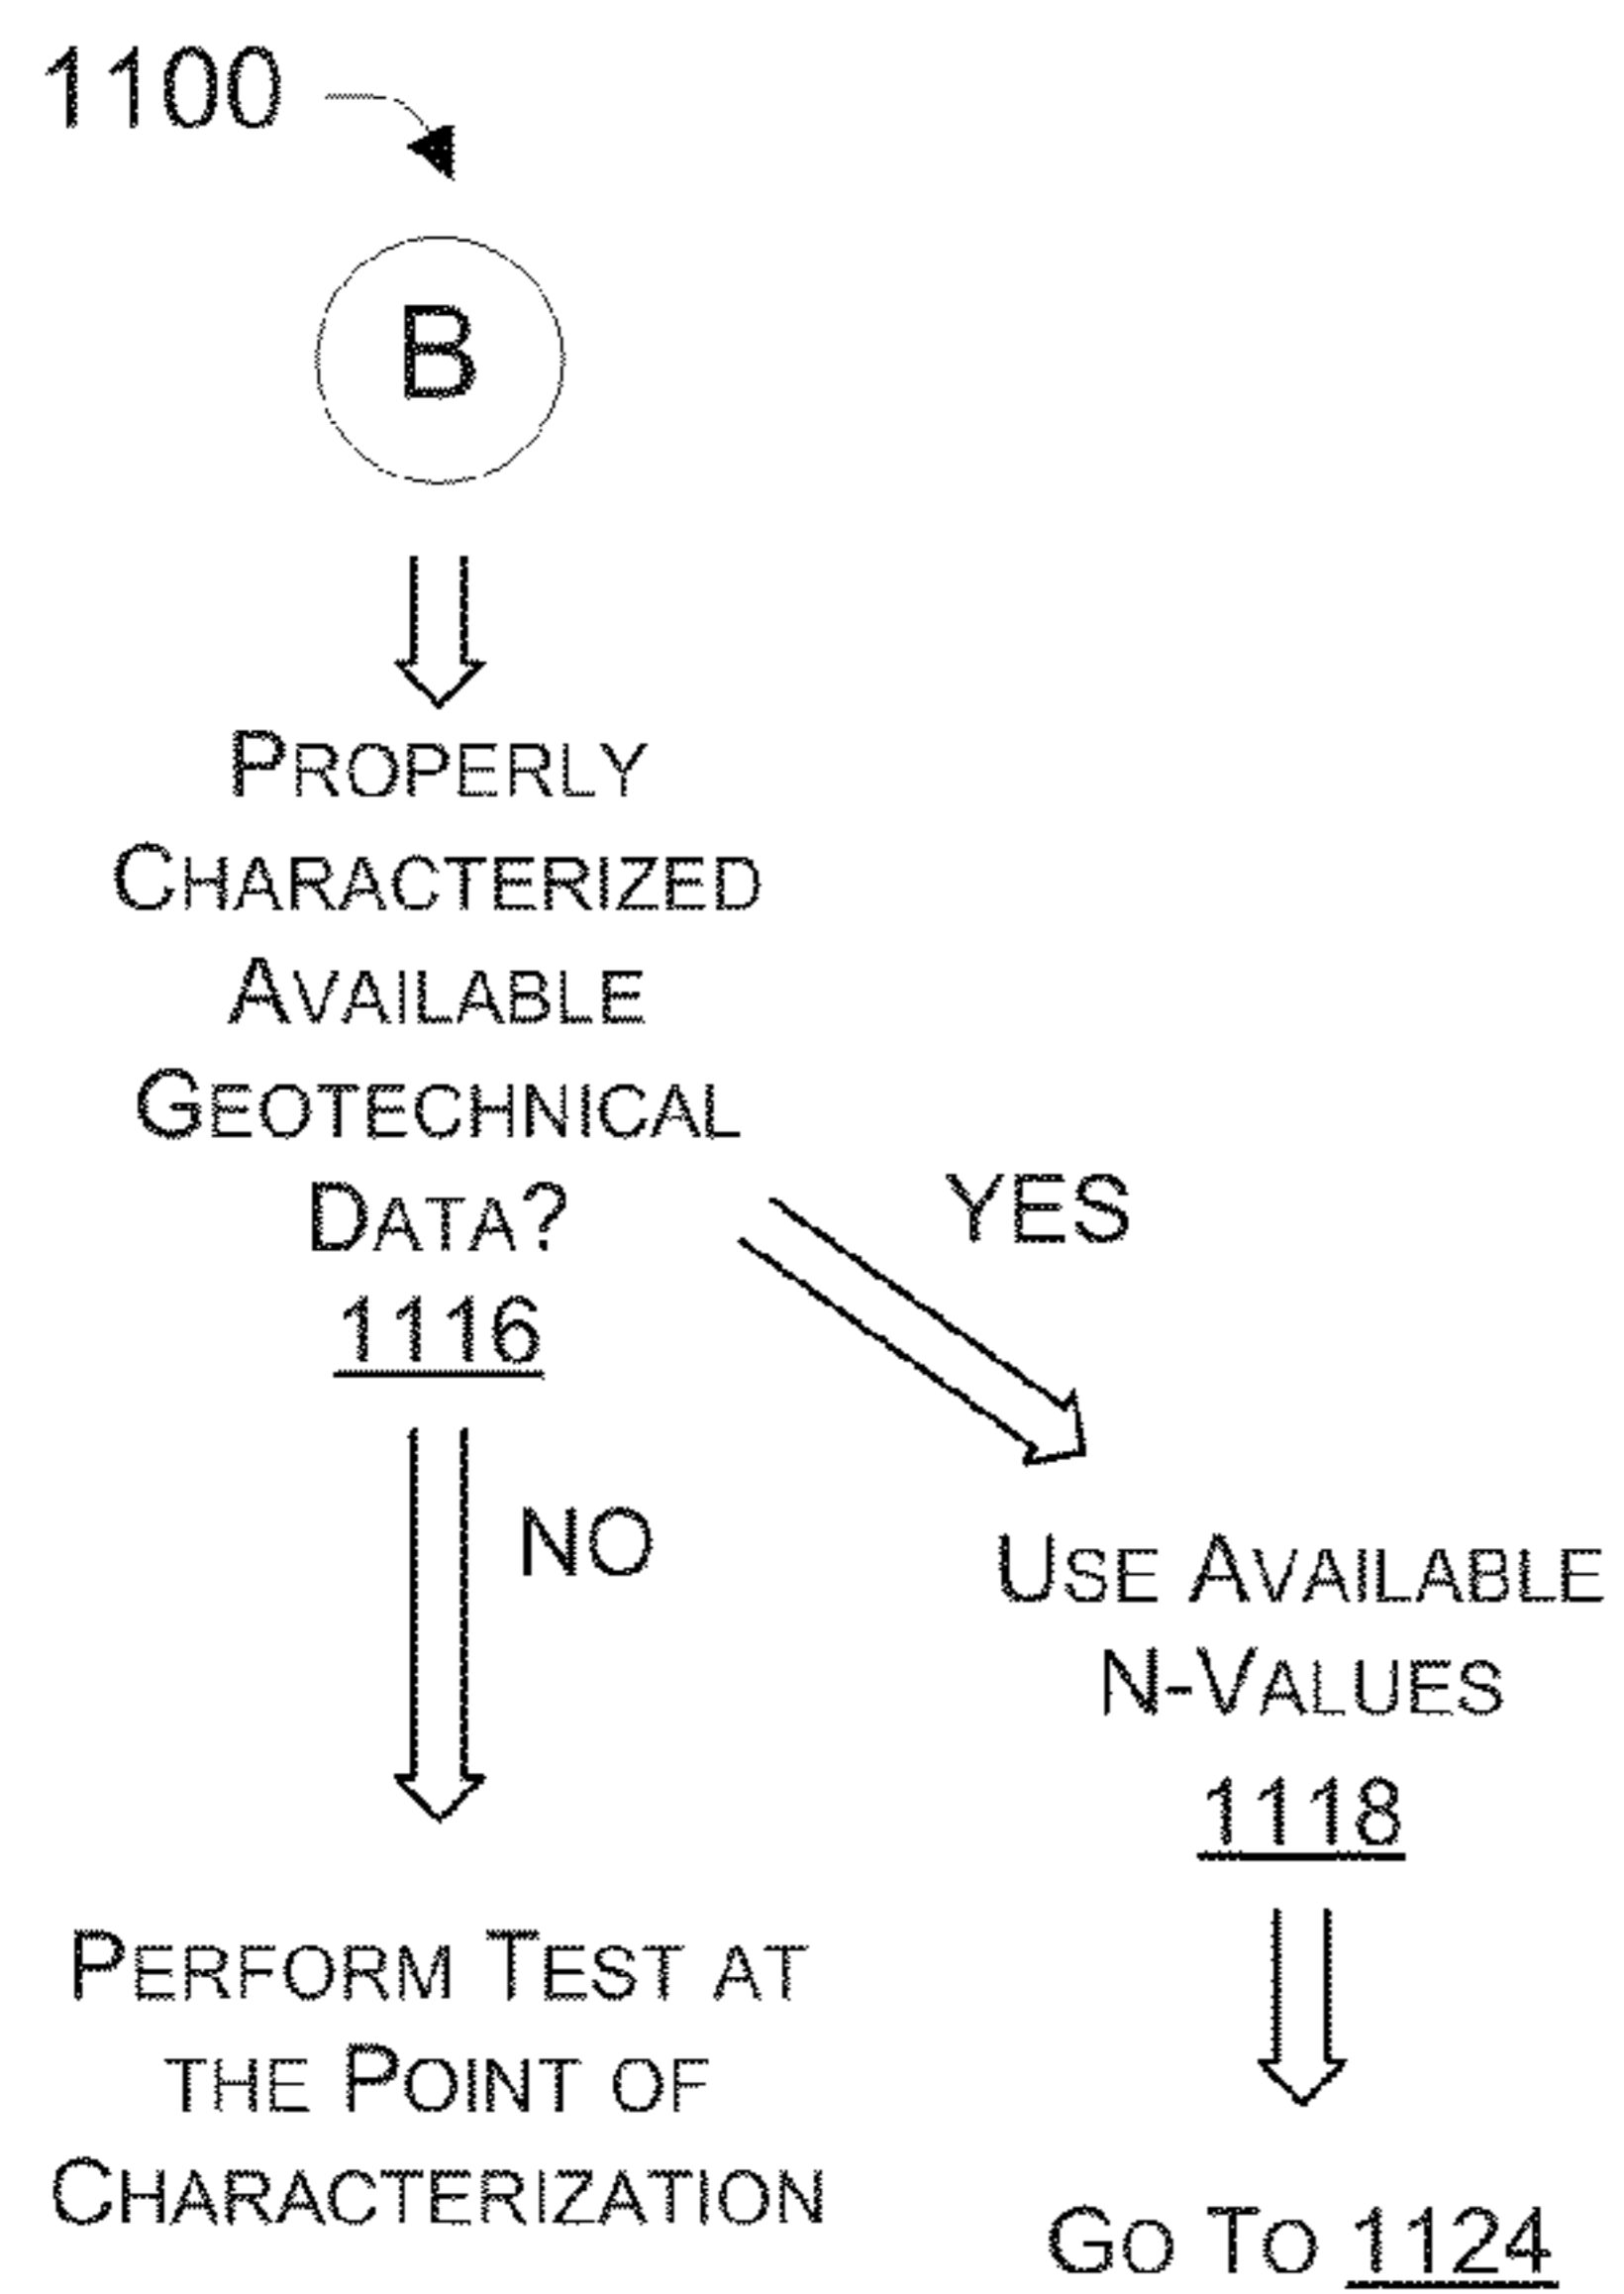 1100
B
PROPERLY
CHARACTERIZED
AVAILABLE
GEOTECHNICAL
DATA?
1116
YES
NO
USE AVAILABLE
N-VALUES
1118
PERFORM TEST AT
THE POINT OF
CHARACTERIZATION
GO TO 1124